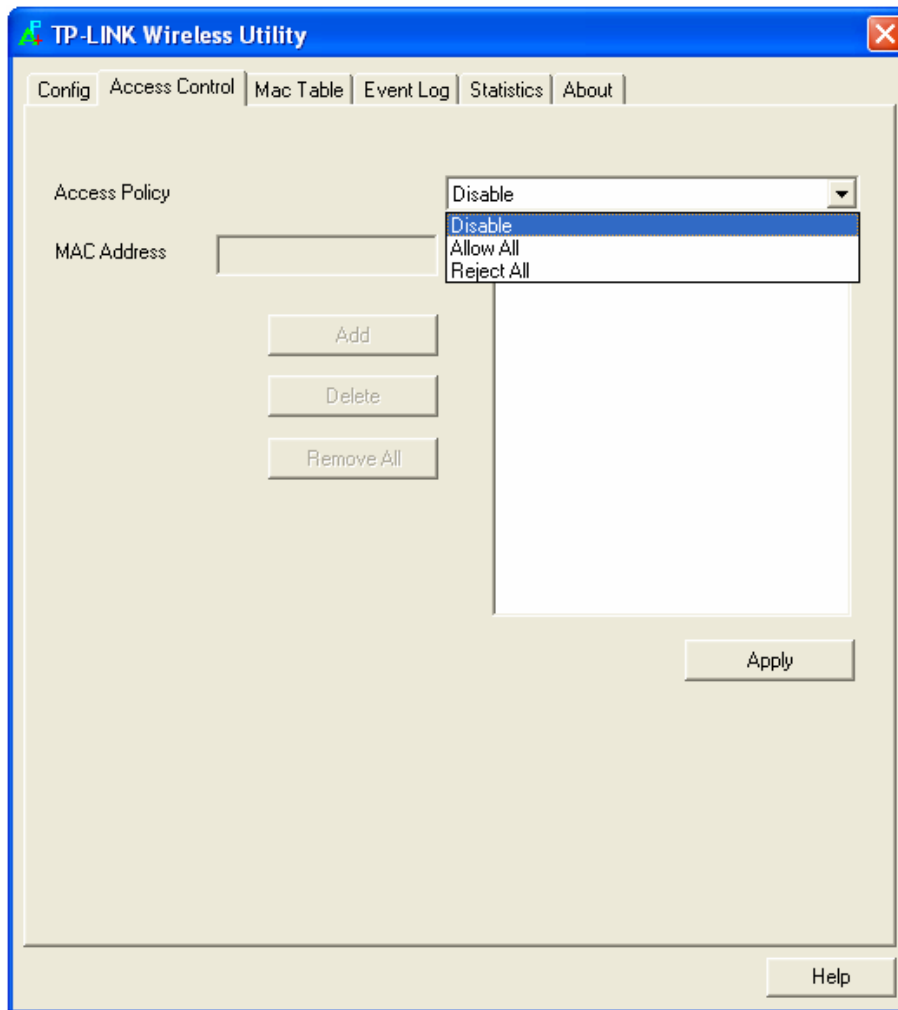 TP-LINK Wireless Utility
Config Access Control Mac Table Event Log Statistics About
Access Policy Disable
Disable
MAC Address Allow All
Reject All
Add
Delete
Remove All
Apply
Help